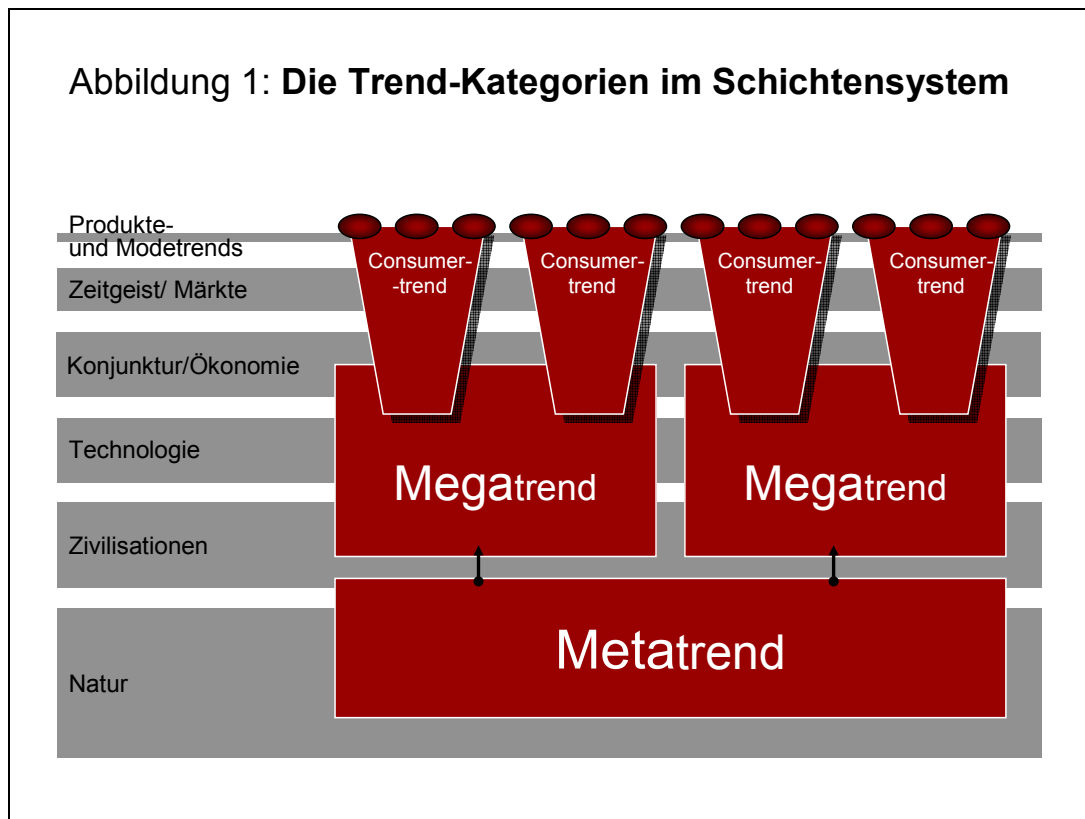 Abbildung 1: Die Trend-Kategorien im Schichtensystem
Produkte-
und Modetrends
Zeitgeist/ Märkte
Konjunktur/Ökonomie
Technologie
Zivilisationen
Natur
Consumer-
-trend
Consumer-
trend
Consumer-
trend
Consumer-
trend
Megatrend
Megatrend
Metatrend